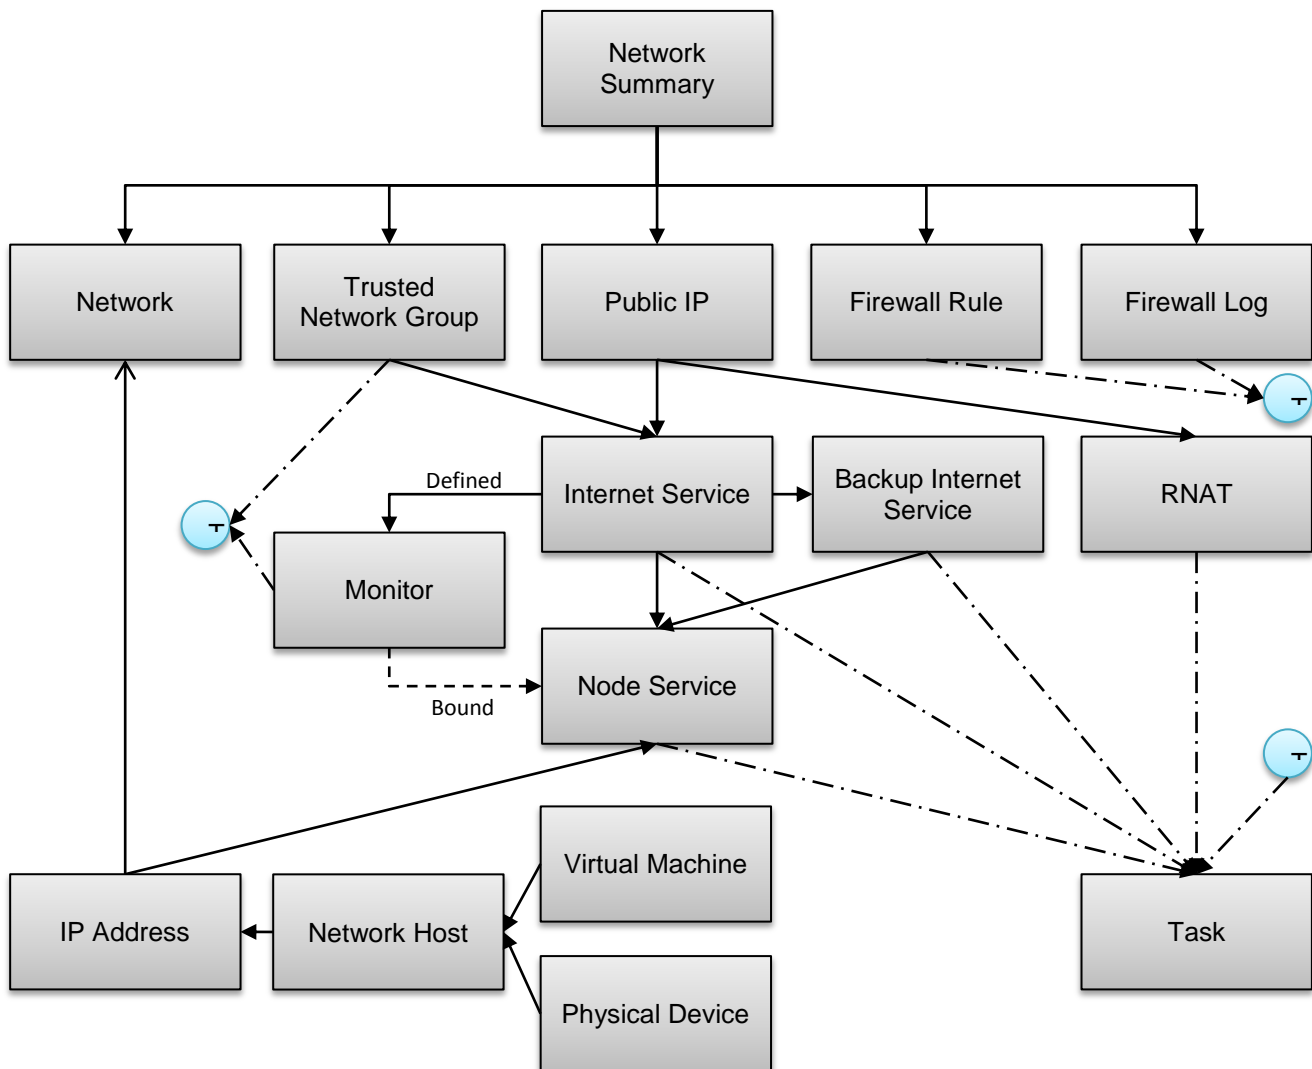 Network
Summary
Network
Trusted
Network Group
Public IP
Firewall Rule
Firewall Log
T
Defined
Internet Service
Backup Internet
Service
RNAT
T
Monitor
Bound
Node Service
T
Virtual Machine
IP Address
Network Host
Task
Physical Device